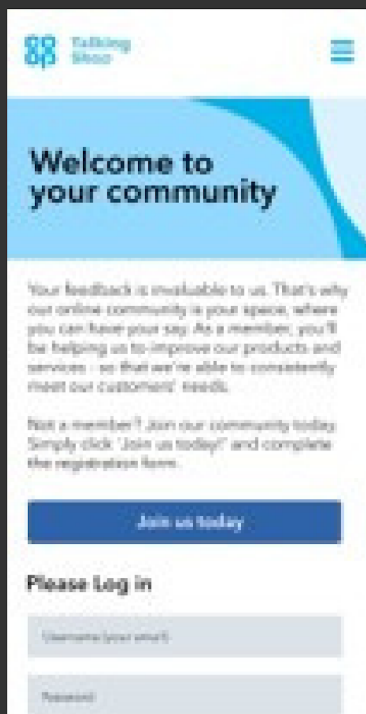 CO
OP
Talking
Shop
Welcome to
your community
Your feedback is invaluable to us. That's why
our online community is your space, where
you can have your say. As a member, you'll
be helping us to improve our products and
services - so that we're able to consistently
meet our customers' needs.
Not a member? Join our community today.
Simply click 'Join us today!' and complete
the registration form.
Join us today
Please Log in
Username (your email)
Password